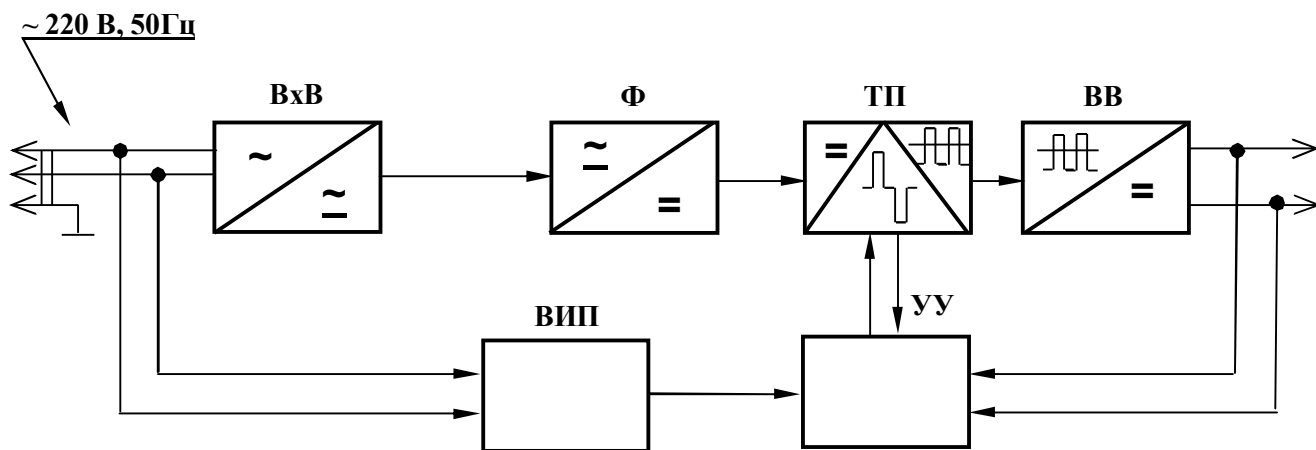 ~ 220 В, 50Гц
ВхВ
Ф
ТП
ВВ
~
≃
≃
=
=
=
УУ
ВИП